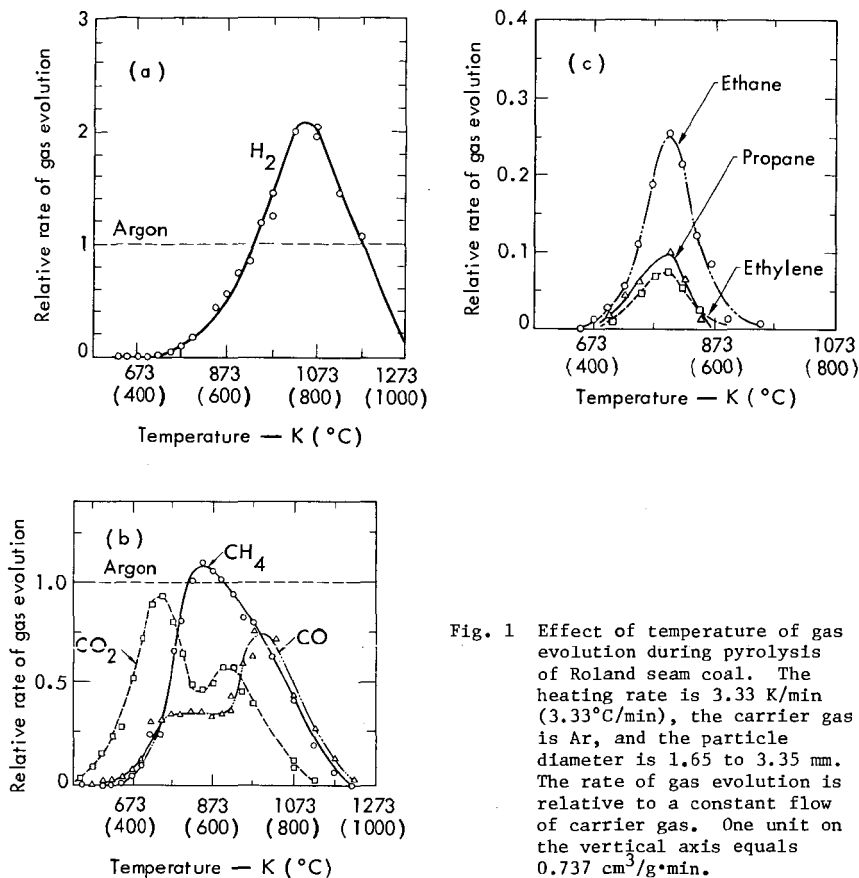 (a)
3
2
1
0
H2
Argon
Relative rate of gas evolution
673 873 1073 1273
(400) (600) (800) (1000)
Temperature — K (°C)
(c)
0.4
0.3
0.2
0.1
0
Ethane
Propane
Ethylene
Relative rate of gas evolution
673 873 1073
(400) (600) (800)
Temperature — K (°C)
(b)
1.0
0.5
0
Argon
CH4
CO2
CO
Relative rate of gas evolution
673 873 1073 1273
(400) (600) (800) (1000)
Temperature — K (°C)
Fig. 1 Effect of temperature of gas
evolution during pyrolysis
of Roland seam coal. The
heating rate is 3.33 K/min
(3.33°C/min), the carrier gas
is Ar, and the particle
diameter is 1.65 to 3.35 mm.
The rate of gas evolution is
relative to a constant flow
of carrier gas. One unit on
the vertical axis equals
0.737 cm3/g•min.